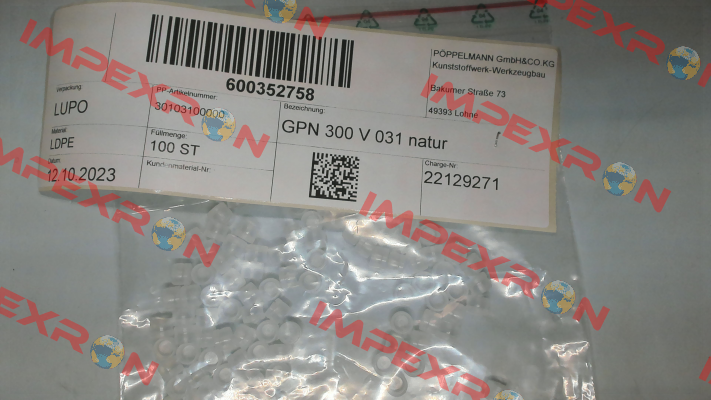 600352758
PÖPPELMANN GmbH&CO.KG
Kunststoffwerk-Werkzeugbau
Bakumer Straße 73
49393 Lohne
Verpackung
LUPO
PP-Artikelnummer:
30103100000
Bezeichnung:
GPN 300 V 031 natur
Material
LDPE
Füllmenge:
100 ST
Datum
12.10.2023
Kundenmaterial-Nr:
Charge-Nr:
22129271
IMPEXRON
IMPEXRON
IMPEXRON
IMPEXRON
IMPEXRON
IMPEXRON